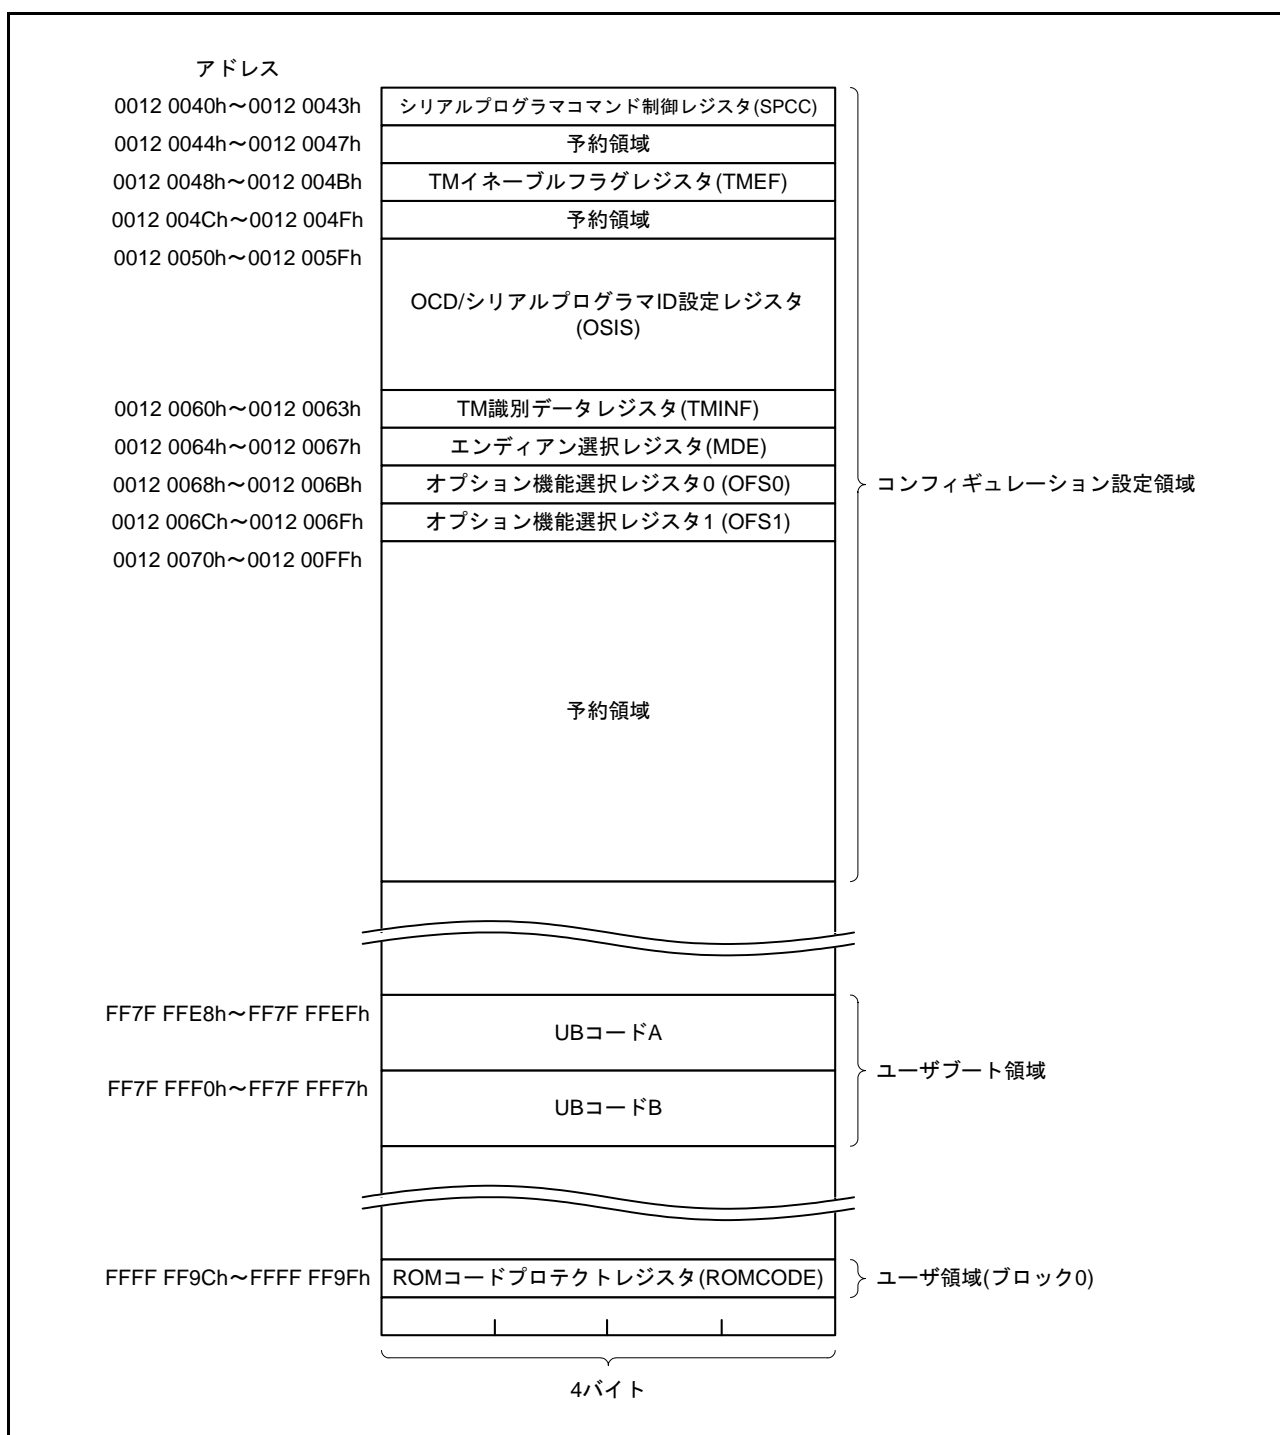 アドレス
0012 0040h～0012 0043h シリアルプログラマコマンド制御レジスタ(SPCC)
0012 0044h～0012 0047h 予約領域
0012 0048h～0012 004Bh TMイネーブルフラグレジスタ(TMEF)
0012 004Ch～0012 004Fh 予約領域
0012 0050h～0012 005Fh
OCD/シリアルプログラマID設定レジスタ
(OSIS)
0012 0060h～0012 0063h TM識別データレジスタ(TMINF)
0012 0064h～0012 0067h エンディアン選択レジスタ(MDE)
0012 0068h～0012 006Bh オプション機能選択レジスタ0 (OFS0) コンフィギュレーション設定領域
0012 006Ch～0012 006Fh オプション機能選択レジスタ1 (OFS1)
0012 0070h～0012 00FFh
予約領域
FF7F FFE8h～FF7F FFEFh
UBコードA
ユーザブート領域
FF7F FFF0h～FF7F FFF7h
UBコードB
FFFF FF9Ch～FFFF FF9Fh ROMコードプロテクトレジスタ(ROMCODE) ユーザ領域(ブロック0)
4バイト